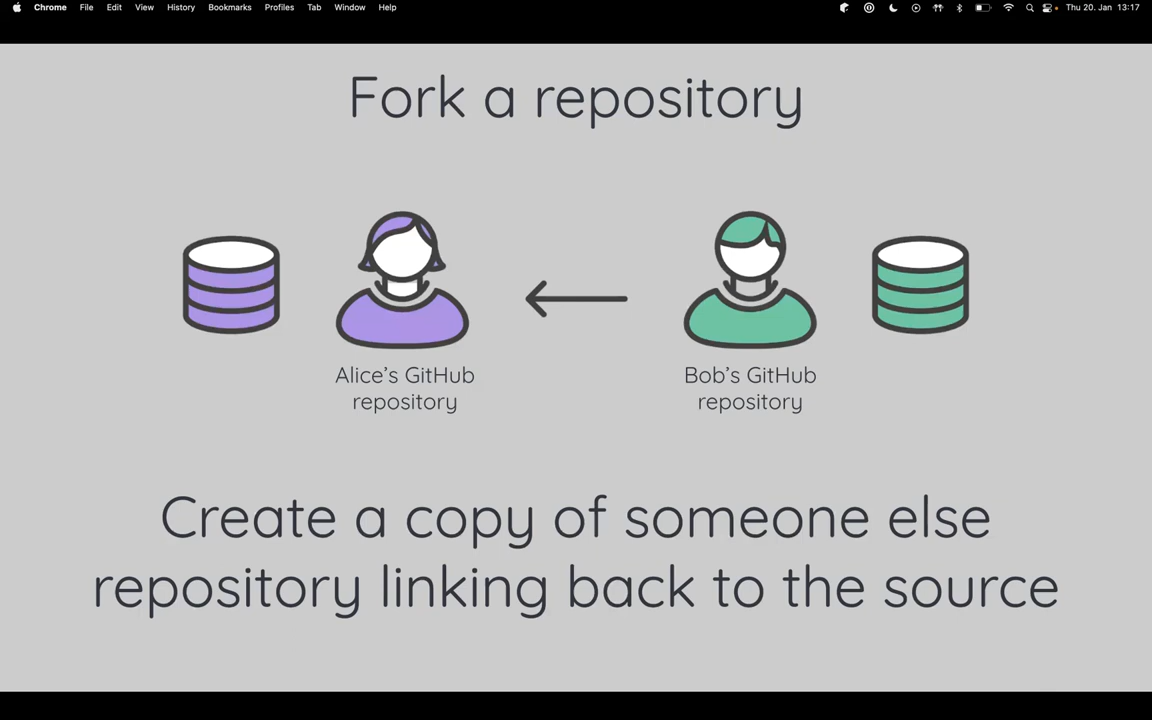 Chrome File Edit View History Bookmarks Profiles Tab Window Help Thu 20. Jan 13:17
Fork a repository
Alice’s GitHub
repository
Bob’s GitHub
repository
Create a copy of someone else
repository linking back to the source